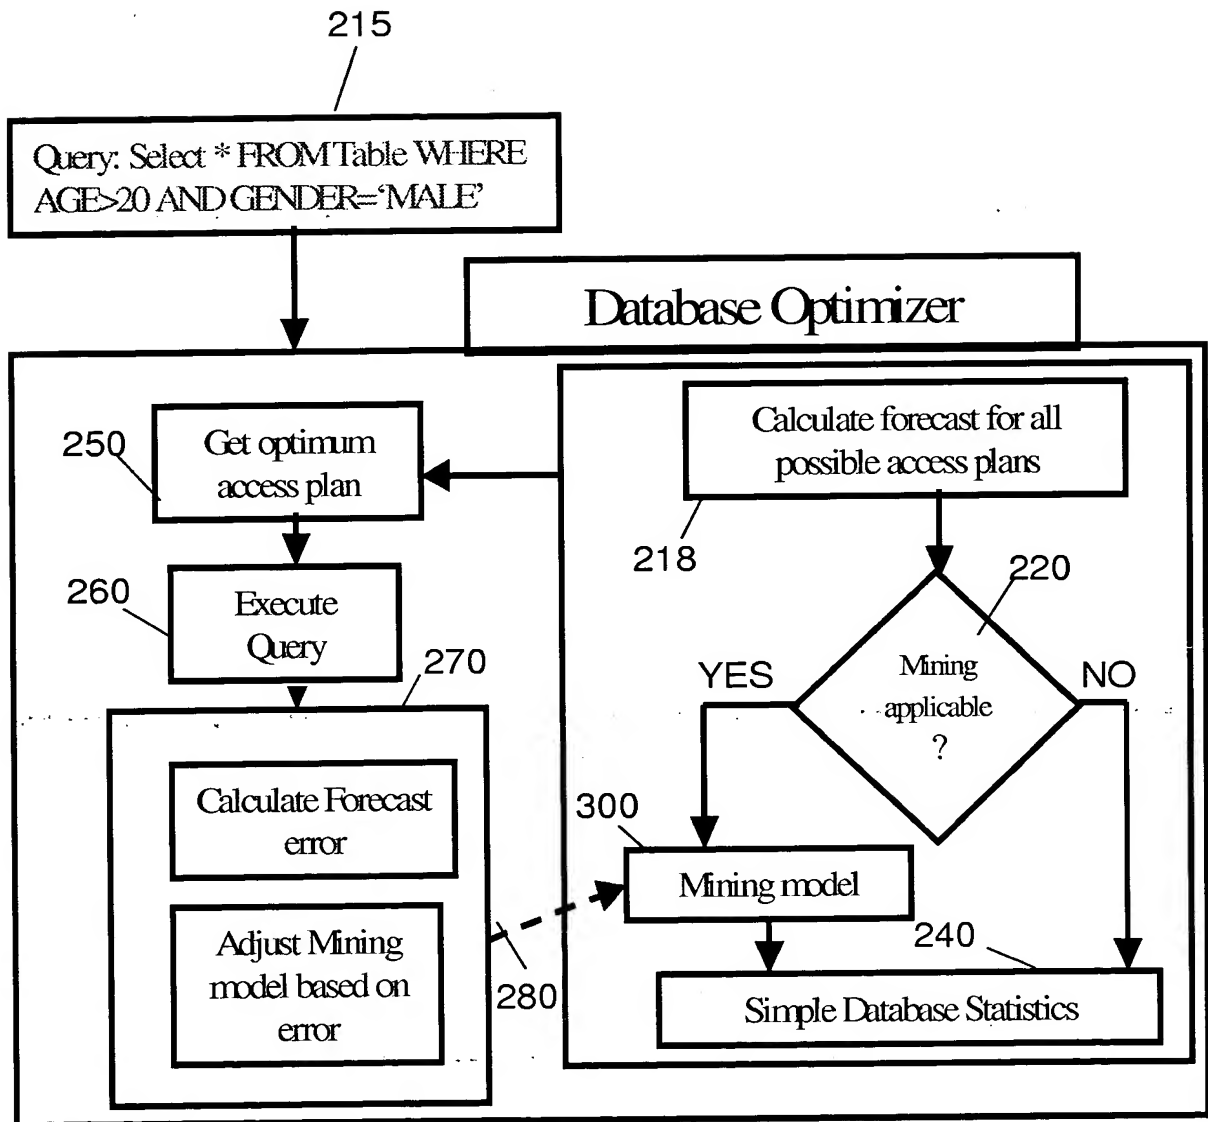 215
Query: Select * FROM Table WHERE
AGE>20 AND GENDER=‘MALE’
Database Optimizer
250
Get optimum
access plan
Calculate forecast for all
possible access plans
218
220
260
Execute
Query
270
YES
Mining
applicable
?
NO
Calculate Forecast
error
300
Mining model
Adjust Mining
model based on
error
280
240
Simple Database Statistics